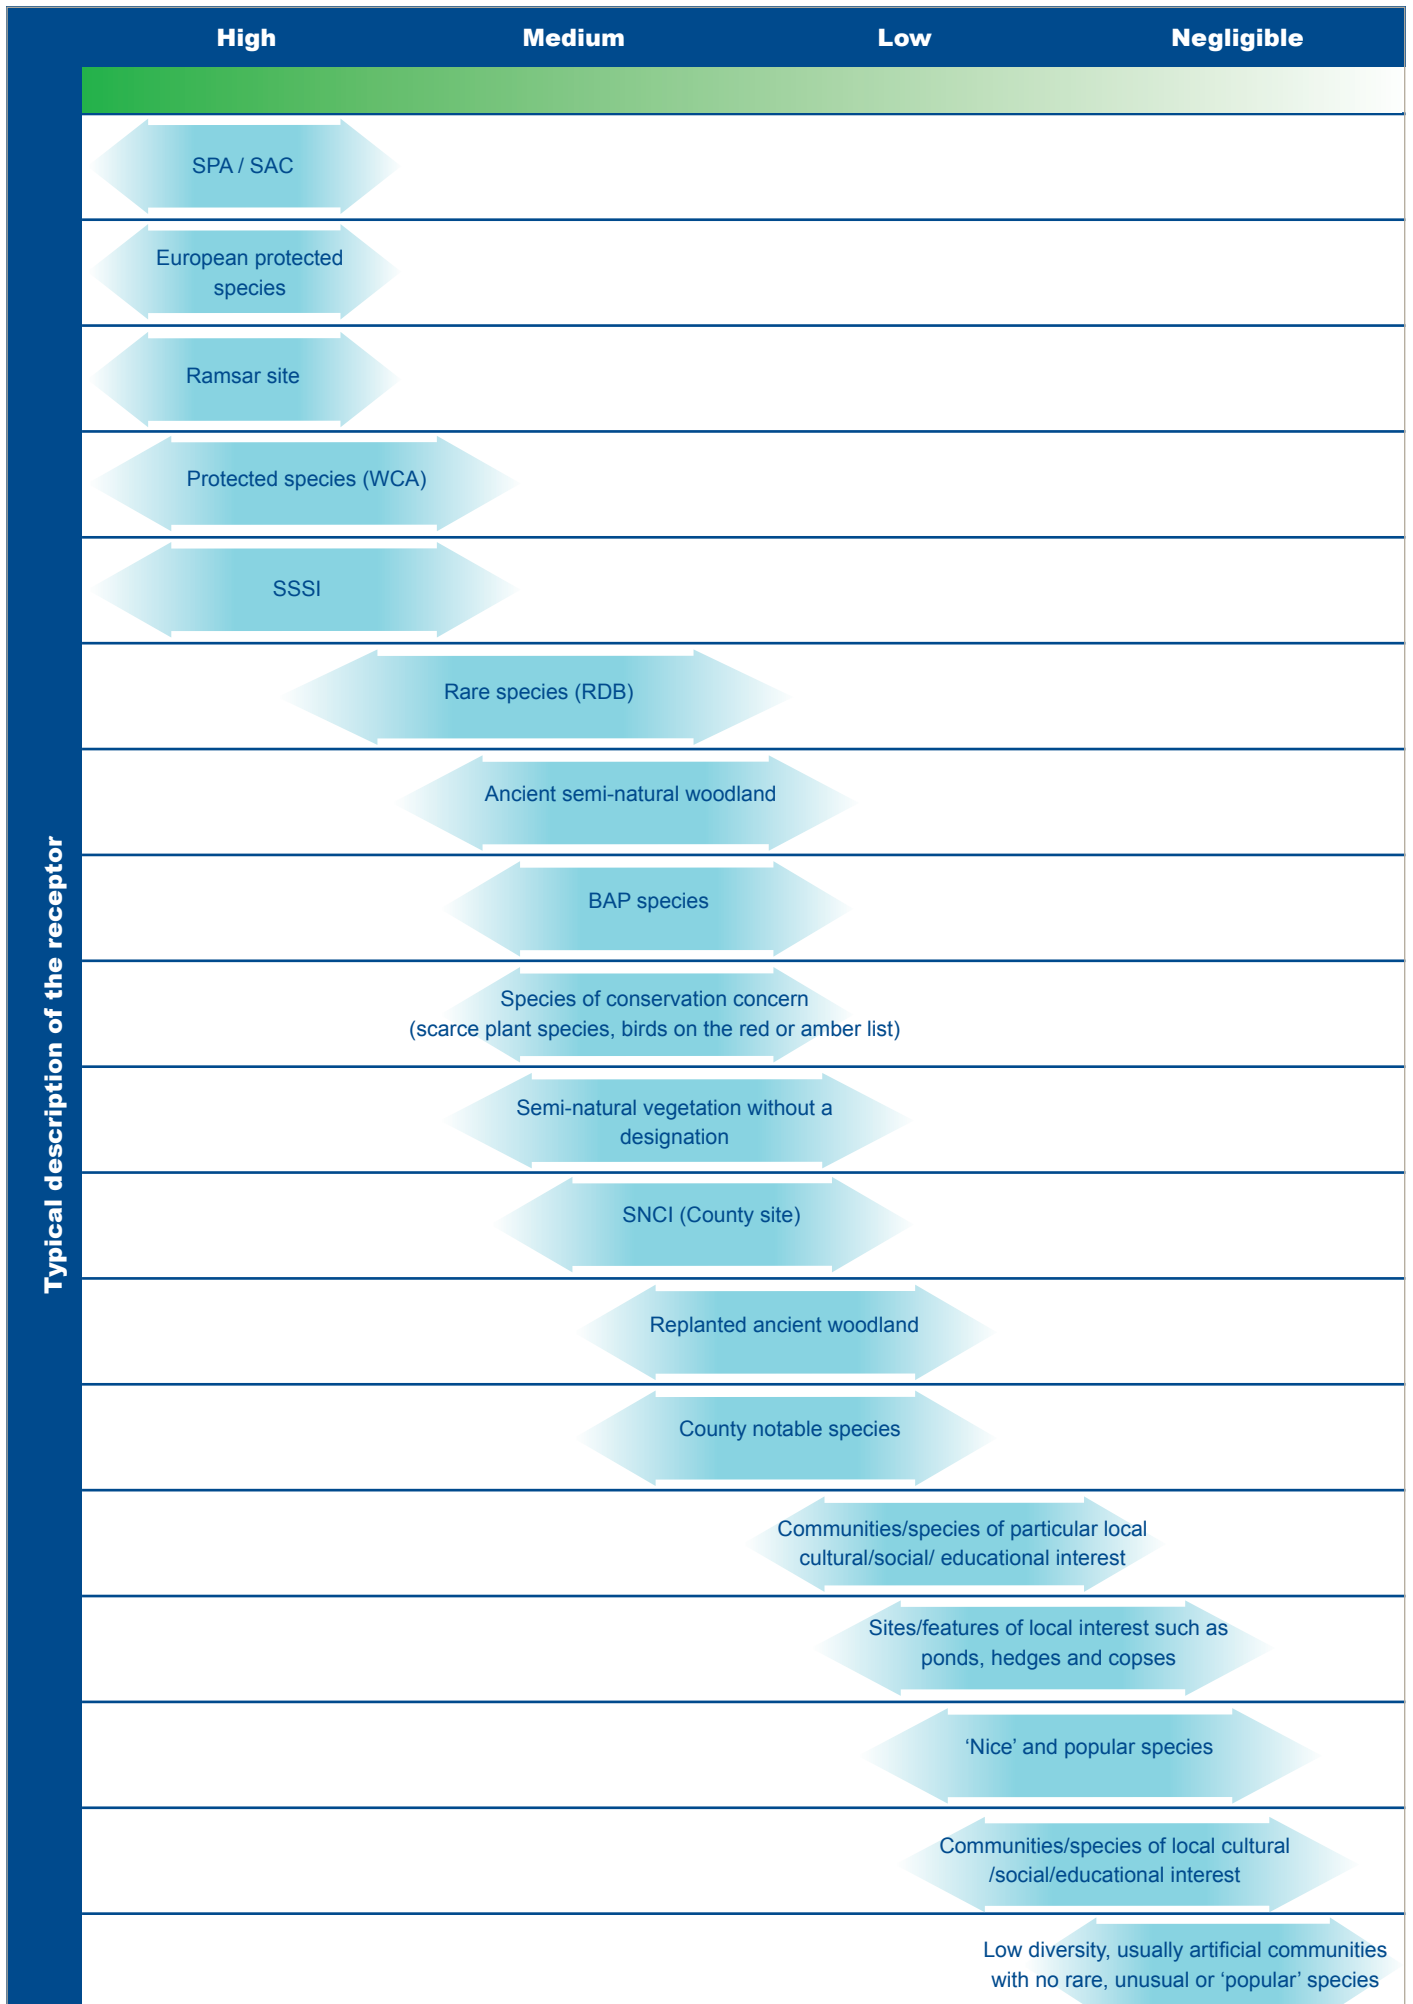 High
Medium
Low
Negligible
Typical description of the receptor
SPA / SAC
European protected
species
Ramsar site
Protected species (WCA)
SSSI
Rare species (RDB)
Ancient semi-natural woodland
BAP species
Species of conservation concern
(scarce plant species, birds on the red or amber list)
Semi-natural vegetation without a
designation
SNCI (County site)
Replanted ancient woodland
County notable species
Communities/species of particular local
cultural/social/ educational interest
Sites/features of local interest such as
ponds, hedges and copses
‘Nice’ and popular species
Communities/species of local cultural
/social/educational interest
Low diversity, usually artificial communities
with no rare, unusual or ‘popular’ species